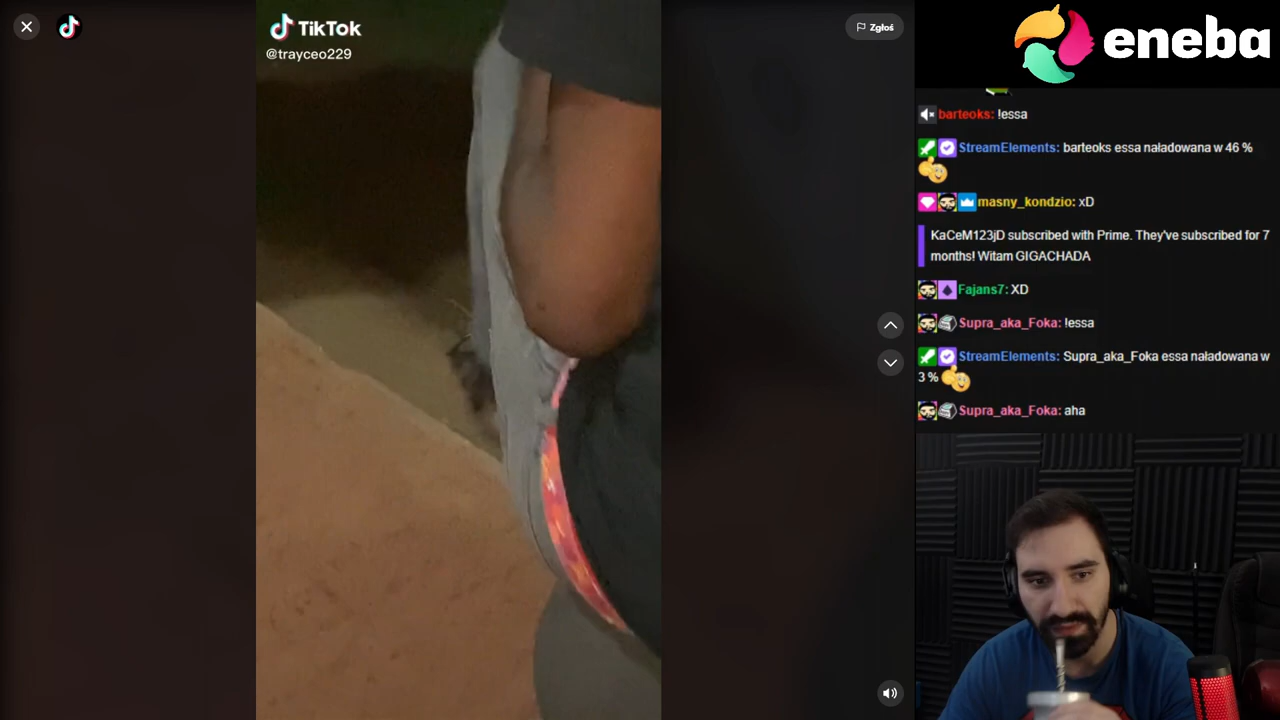 TikTok
@trayceo229
Zgłoś
eneba
barteoks: !essa
StreamElements: barteoks essa naładowana w 46 %
masny_kondzio: xD
KaCeM123jD subscribed with Prime. They've subscribed for 7
months! Witam GIGACHADA
Fajans7: XD
Supra_aka_Foka: !essa
StreamElements: Supra_aka_Foka essa naładowana w
3 %
Supra_aka_Foka: aha